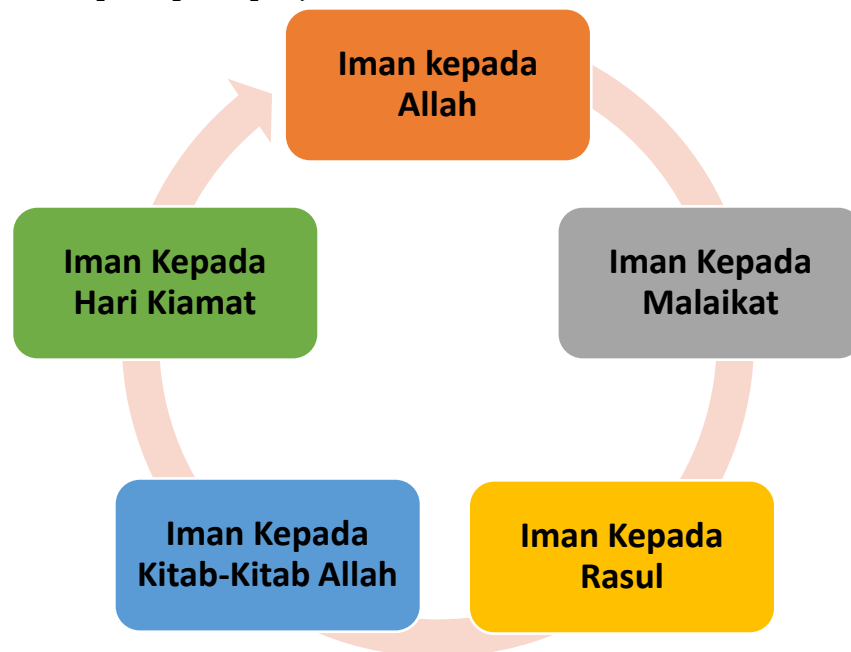 Iman kepada
Allah
Iman Kepada
Malaikat
Iman Kepada
Rasul
Iman Kepada
Kitab-Kitab Allah
Iman Kepada
Hari Kiamat